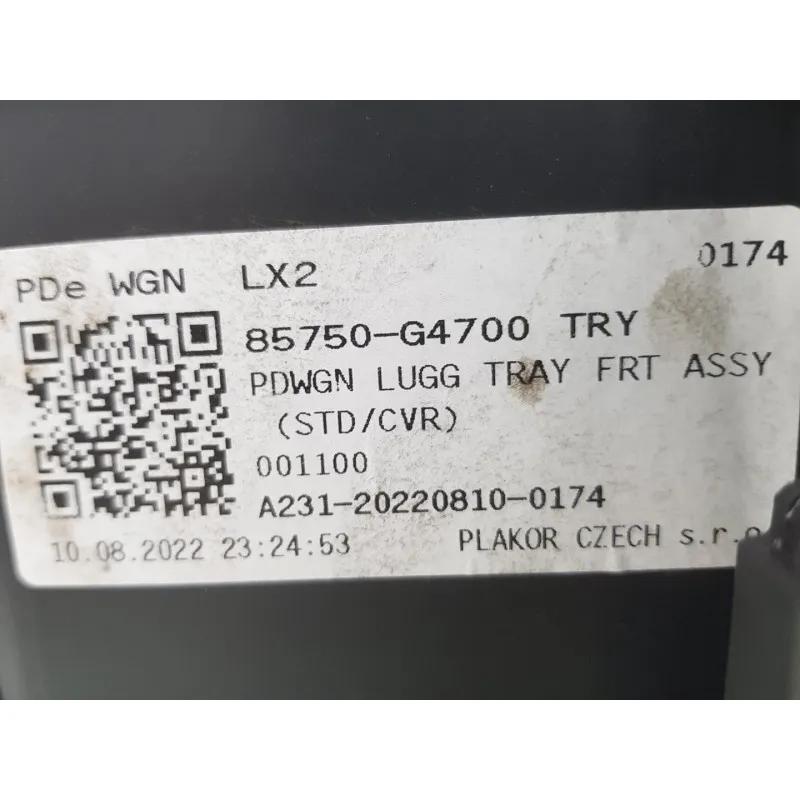 PDe WGN LX2 0174
85750-G4700 TRY
PDWGN LUGG TRAY FRT ASSY
(STD/CVR)
001100
A231-20220810-0174
10.08.2022 23:24:53 PLAKOR CZECH s.r.o